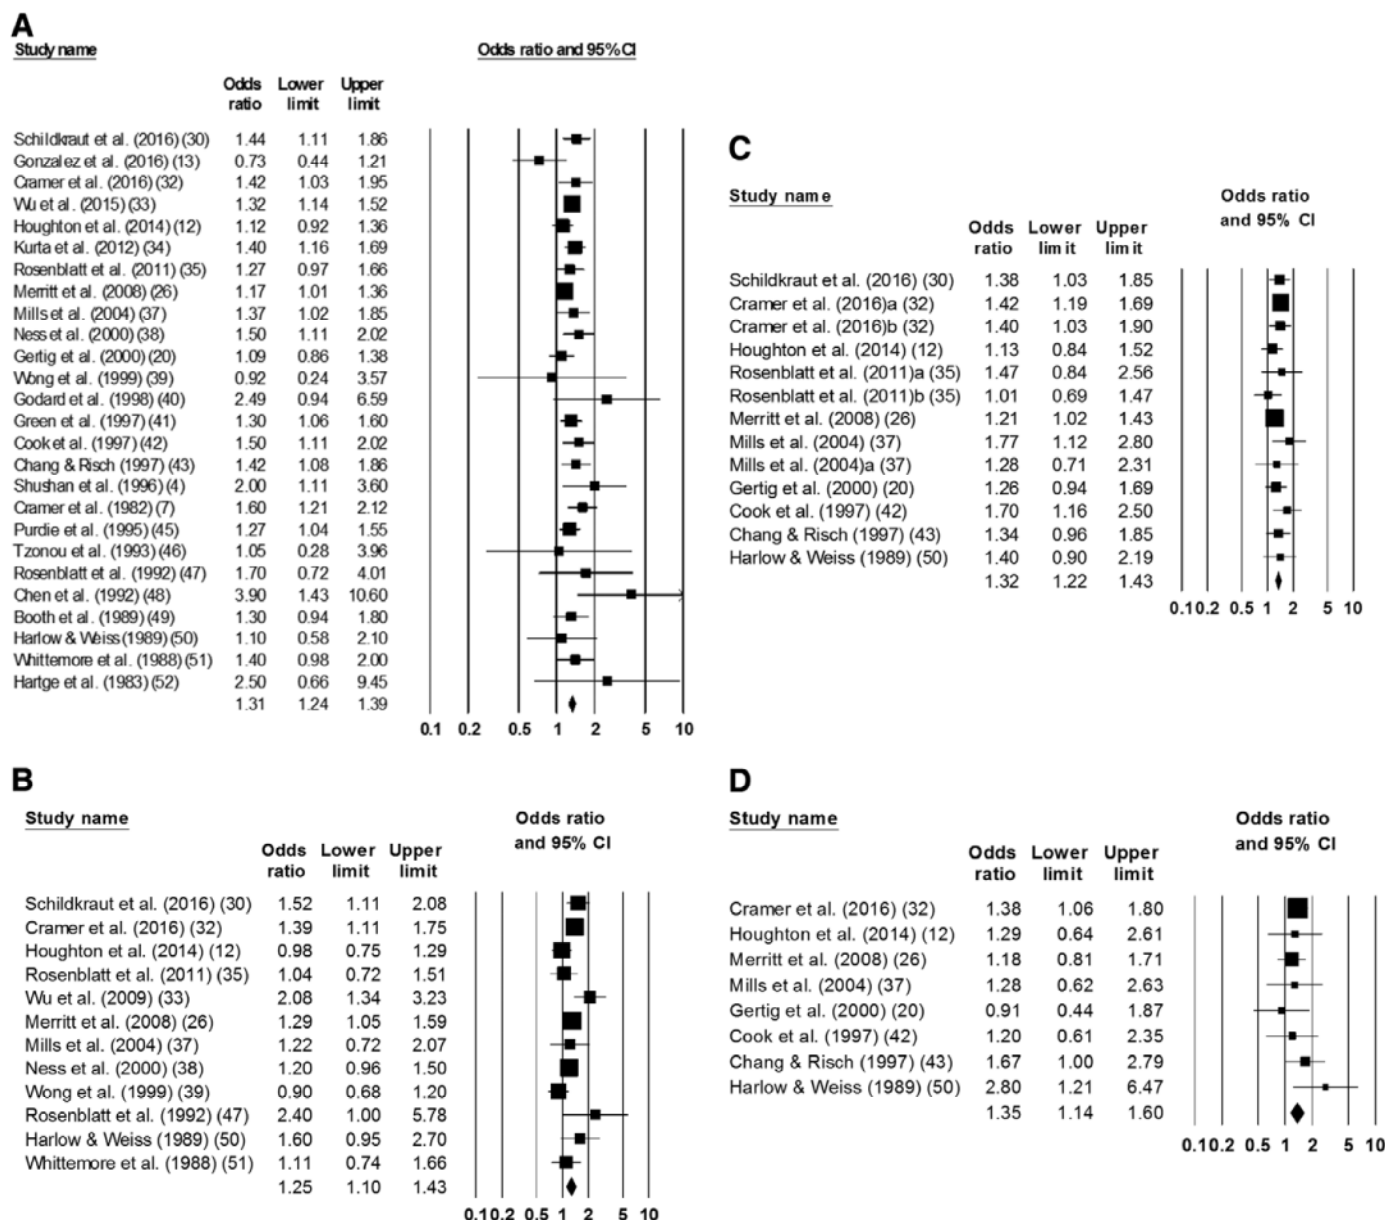 A
Study name Odds ratio and 95%CI
Odds Lower Upper
ratio limit limit
Schildkraut et al. (2016) (30) 1.44 1.11 1.86
Gonzalez et al. (2016) (13) 0.73 0.44 1.21
Cramer et al. (2016) (32) 1.42 1.03 1.95
Wu et al. (2015) (33) 1.32 1.14 1.52
Houghton et al. (2014) (12) 1.12 0.92 1.36
Kurta et al. (2012) (34) 1.40 1.16 1.69
Rosenblatt et al. (2011) (35) 1.27 0.97 1.66
Merritt et al. (2008) (26) 1.17 1.01 1.36
Mills et al. (2004) (37) 1.37 1.02 1.85
Ness et al. (2000) (38) 1.50 1.11 2.02
Gertig et al. (2000) (20) 1.09 0.86 1.38
Wong et al. (1999) (39) 0.92 0.24 3.57
Godard et al. (1998) (40) 2.49 0.94 6.59
Green et al. (1997) (41) 1.30 1.06 1.60
Cook et al. (1997) (42) 1.50 1.11 2.02
Chang & Risch (1997) (43) 1.42 1.08 1.86
Shushan et al. (1996) (4) 2.00 1.11 3.60
Cramer et al. (1982) (7) 1.60 1.21 2.12
Purdie et al. (1995) (45) 1.27 1.04 1.55
Tzonou et al. (1993) (46) 1.05 0.28 3.96
Rosenblatt et al. (1992) (47) 1.70 0.72 4.01
Chen et al. (1992) (48) 3.90 1.43 10.60
Booth et al. (1989) (49) 1.30 0.94 1.80
Harlow & Weiss (1989) (50) 1.10 0.58 2.10
Whittemore et al. (1988) (51) 1.40 0.98 2.00
Hartge et al. (1983) (52) 2.50 0.66 9.45
1.31 1.24 1.39
0.1 0.2 0.5 1 2 5 10
B
Study name Odds ratio
and 95% CI
Odds Lower Upper
ratio limit limit
Schildkraut et al. (2016) (30) 1.52 1.11 2.08
Cramer et al. (2016) (32) 1.39 1.11 1.75
Houghton et al. (2014) (12) 0.98 0.75 1.29
Rosenblatt et al. (2011) (35) 1.04 0.72 1.51
Wu et al. (2009) (33) 2.08 1.34 3.23
Merritt et al. (2008) (26) 1.29 1.05 1.59
Mills et al. (2004) (37) 1.22 0.72 2.07
Ness et al. (2000) (38) 1.20 0.96 1.50
Wong et al. (1999) (39) 0.90 0.68 1.20
Rosenblatt et al. (1992) (47) 2.40 1.00 5.78
Harlow & Weiss (1989) (50) 1.60 0.95 2.70
Whittemore et al. (1988) (51) 1.11 0.74 1.66
1.25 1.10 1.43
0.1 0.2 0.5 1 2 5 10
C
Study name Odds ratio
and 95% CI
Odds Lower Upper
ratio limit limit
Schildkraut et al. (2016) (30) 1.38 1.03 1.85
Cramer et al. (2016)a (32) 1.42 1.19 1.69
Cramer et al. (2016)b (32) 1.40 1.03 1.90
Houghton et al. (2014) (12) 1.13 0.84 1.52
Rosenblatt et al. (2011)a (35) 1.47 0.84 2.56
Rosenblatt et al. (2011)b (35) 1.01 0.69 1.47
Merritt et al. (2008) (26) 1.21 1.02 1.43
Mills et al. (2004) (37) 1.77 1.12 2.80
Mills et al. (2004)a (37) 1.28 0.71 2.31
Gertig et al. (2000) (20) 1.26 0.94 1.69
Cook et al. (1997) (42) 1.70 1.16 2.50
Chang & Risch (1997) (43) 1.34 0.96 1.85
Harlow & Weiss (1989) (50) 1.40 0.90 2.19
1.32 1.22 1.43
0.1 0.2 0.5 1 2 5 10
D
Study name Odds ratio
and 95% CI
Odds Lower Upper
ratio limit limit
Cramer et al. (2016) (32) 1.38 1.06 1.80
Houghton et al. (2014) (12) 1.29 0.64 2.61
Merritt et al. (2008) (26) 1.18 0.81 1.71
Mills et al. (2004) (37) 1.28 0.62 2.63
Gertig et al. (2000) (20) 0.91 0.44 1.87
Cook et al. (1997) (42) 1.20 0.61 2.35
Chang & Risch (1997) (43) 1.67 1.00 2.79
Harlow & Weiss (1989) (50) 2.80 1.21 6.47
1.35 1.14 1.60
0.1 0.2 0.5 1 2 5 10